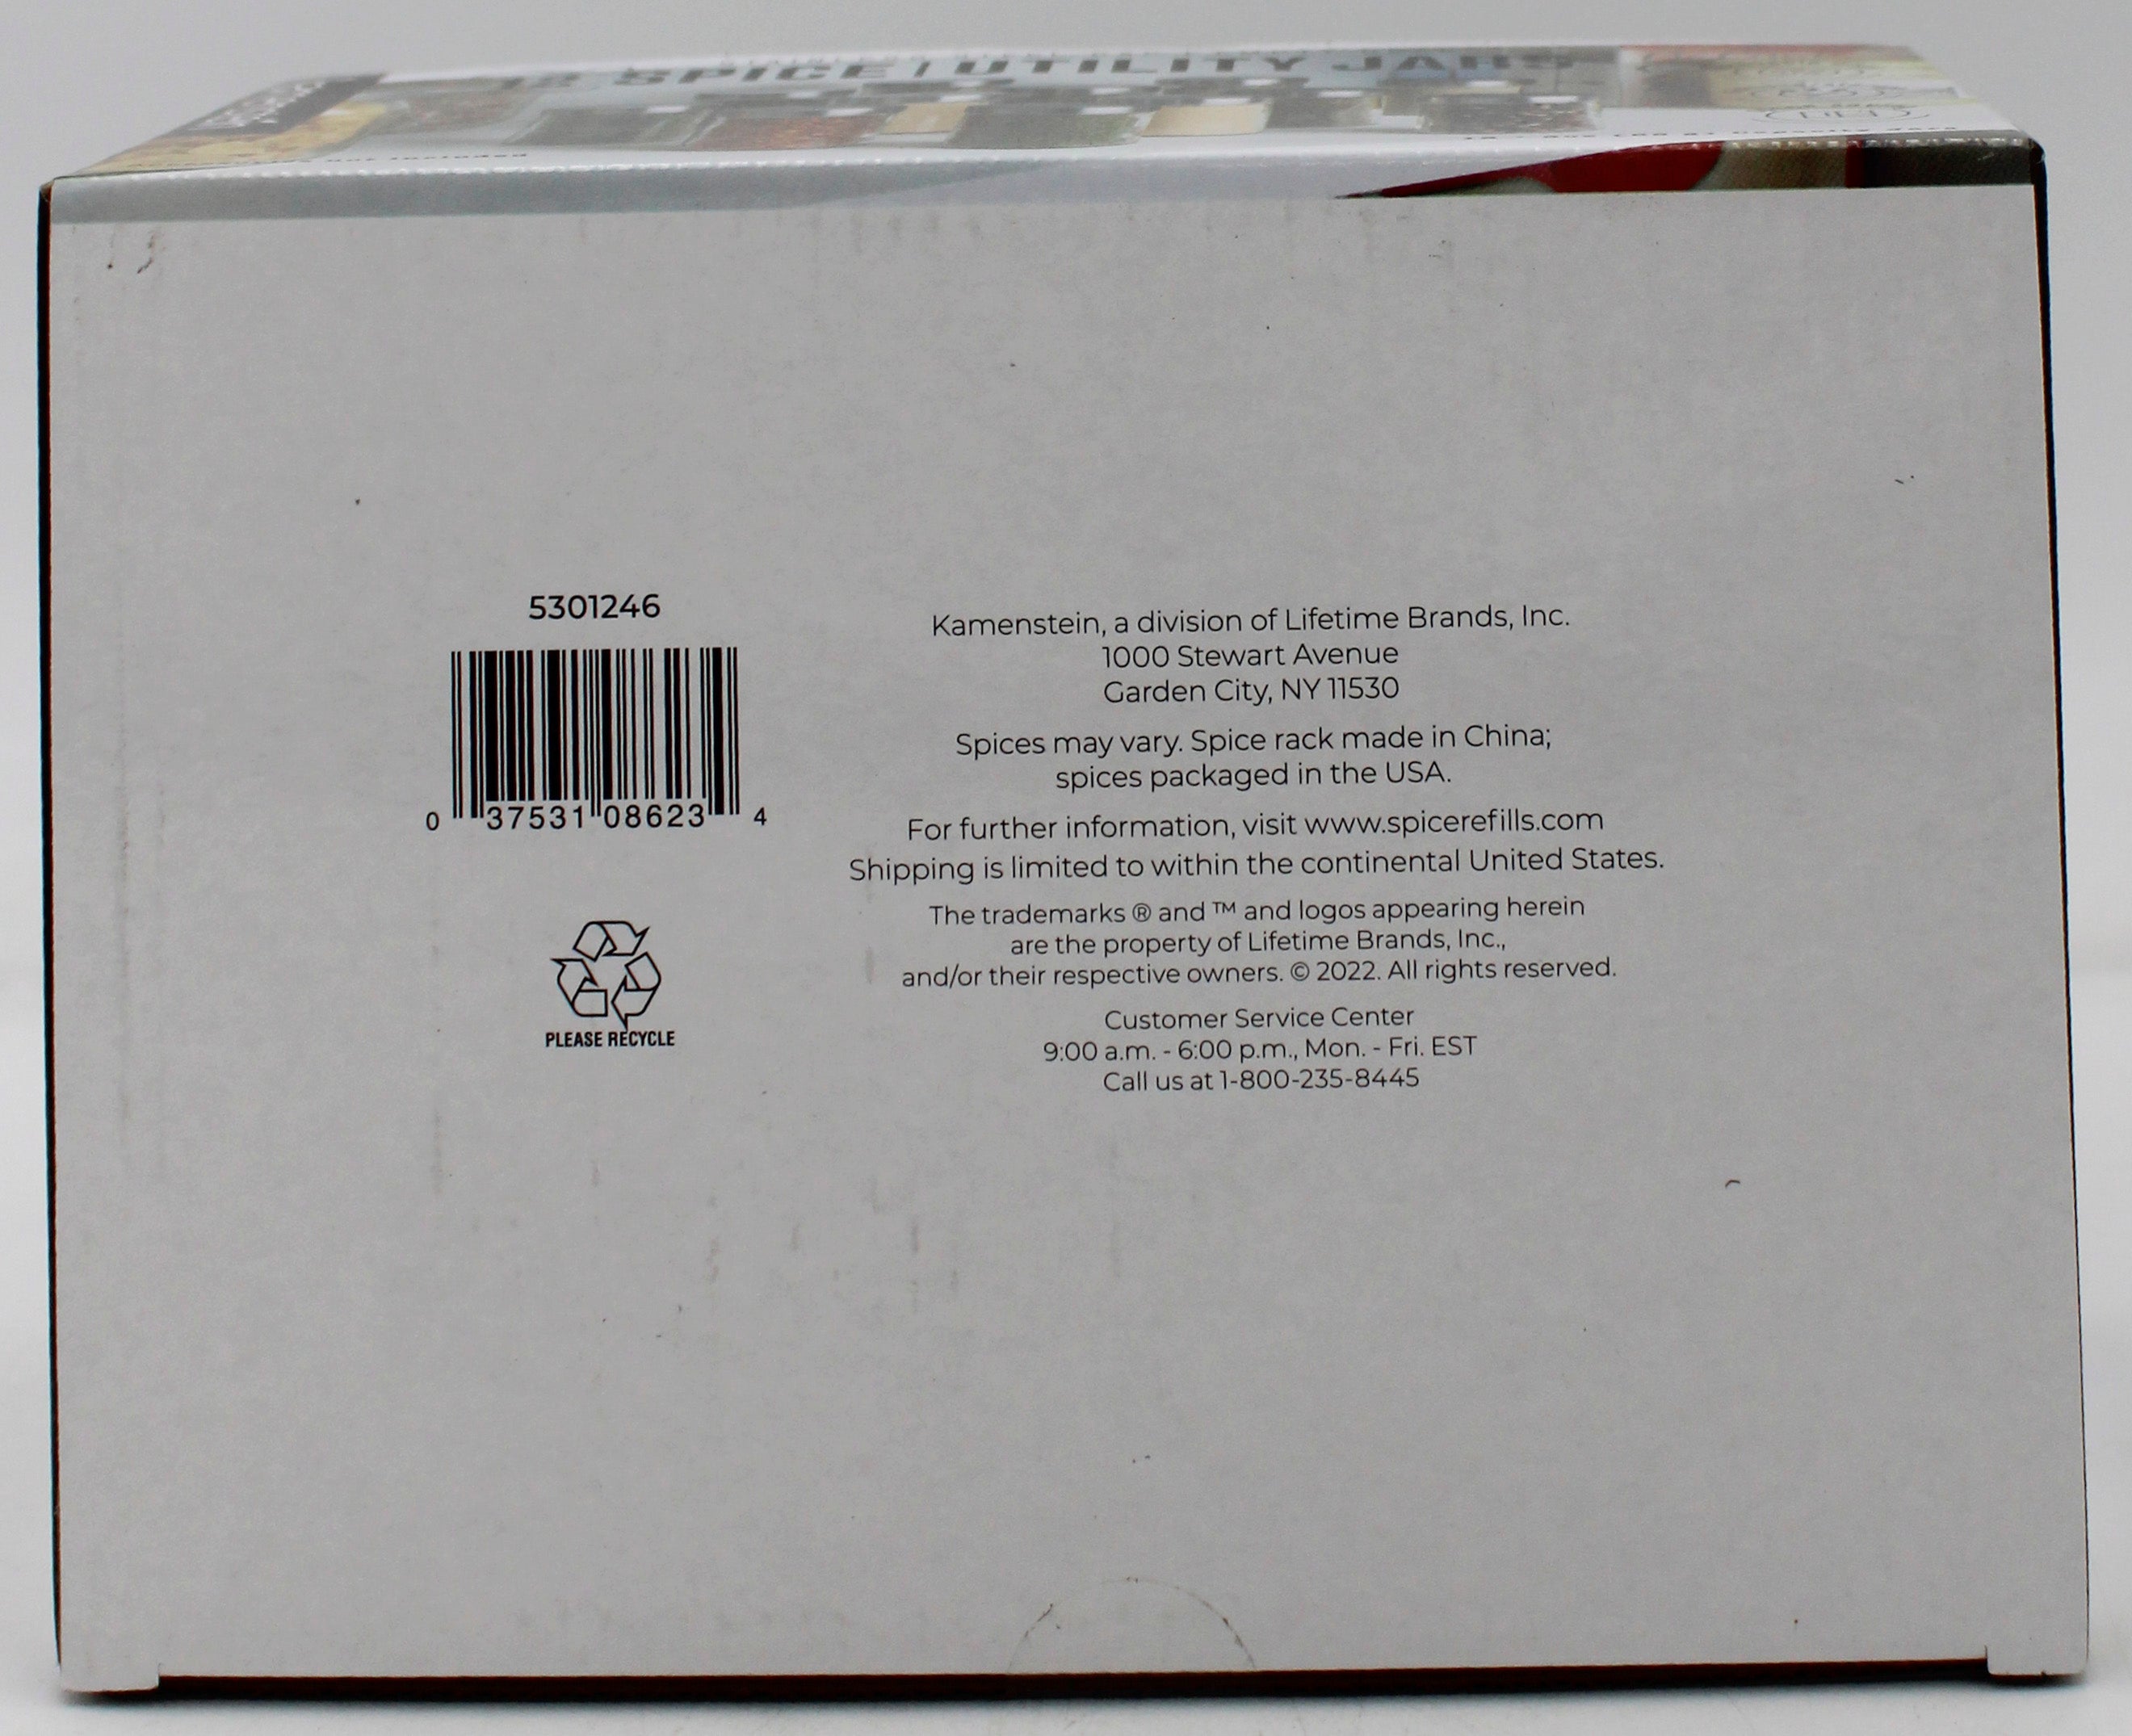 SPICE | UTILITY JARS
5301246
0 37531 08623 4
PLEASE RECYCLE
Kamenstein, a division of Lifetime Brands, Inc.
1000 Stewart Avenue
Garden City, NY 11530
Spices may vary. Spice rack made in China;
spices packaged in the USA.
For further information, visit www.spicerefills.com
Shipping is limited to within the continental United States.
The trademarks ® and ™ and logos appearing herein
are the property of Lifetime Brands, Inc.,
and/or their respective owners. © 2022. All rights reserved.
Customer Service Center
9:00 a.m. - 6:00 p.m., Mon. - Fri. EST
Call us at 1-800-235-8445